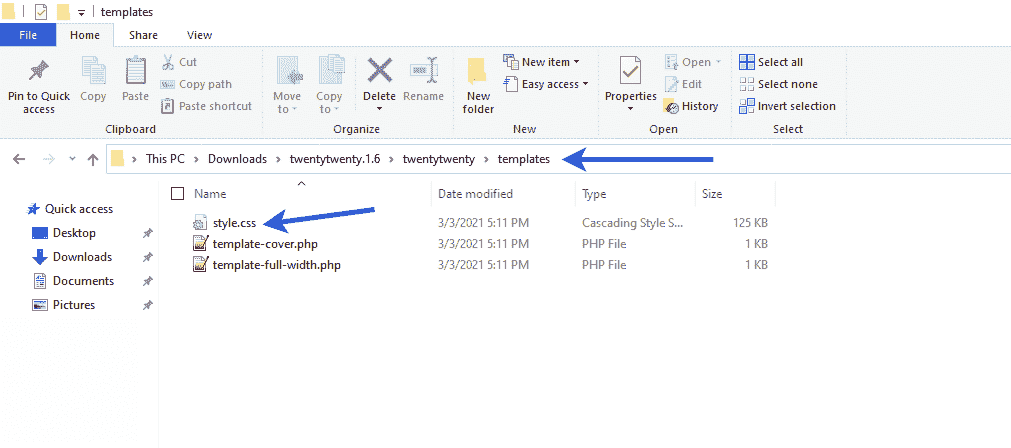 templates
File Home Share View
Pin to Quick access
Copy
Paste
Cut
Copy path
Paste shortcut
Clipboard
Move to
Copy to
Delete
Rename
Organize
New folder
New item
Easy access
New
Properties
Open
Edit
History
Open
Select all
Select none
Invert selection
Select
This PC > Downloads > twentytwenty.1.6 > twentytwenty > templates
Name Date modified Type Size
Quick access
Desktop
Downloads
Documents
Pictures
style.css 3/3/2021 5:11 PM Cascading Style S... 125 KB
template-cover.php 3/3/2021 5:11 PM PHP File 1 KB
template-full-width.php 3/3/2021 5:11 PM PHP File 1 KB